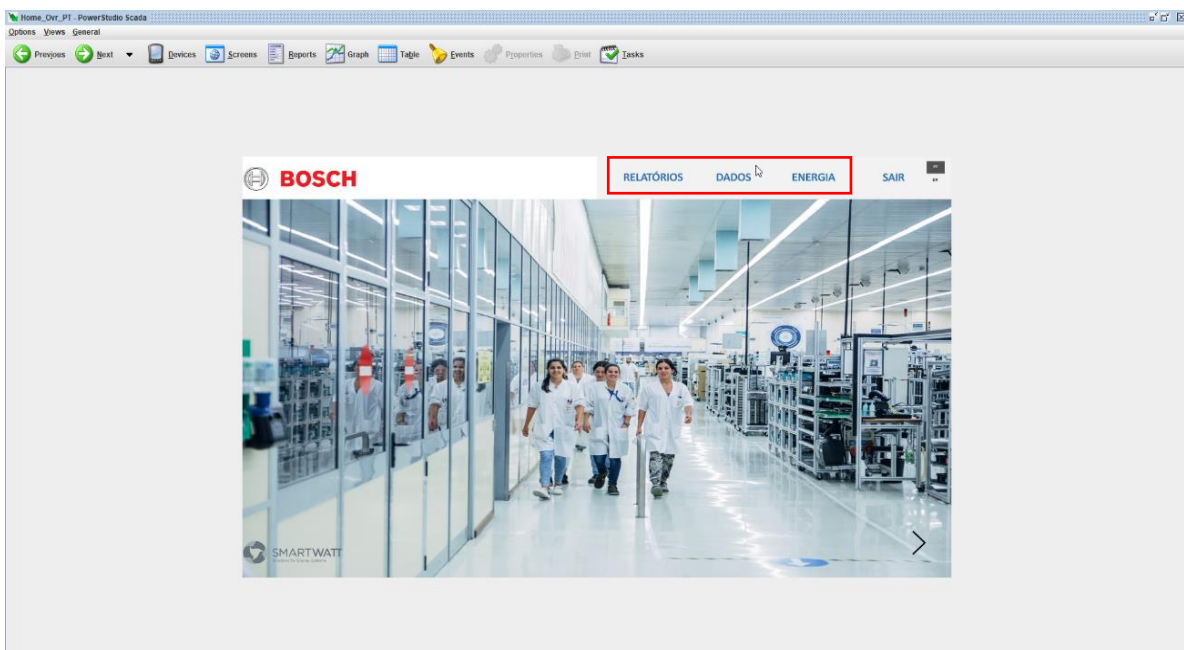 Home_Ovr_PT - PowerStudio Scada
Options Views General
Previous Next Devices Screens Reports Graph Table Events Properties Print Tasks
BOSCH RELATÓRIOS DADOS ENERGIA SAIR
SMARTWATT